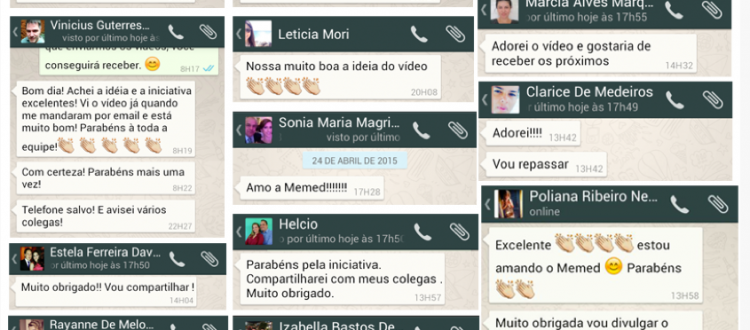 Vinicius Guterres...
visto por último hoje às
que enviarmos os vídeos, você
conseguirá receber. 😊
8H17
Bom dia! Achei a idéia e a iniciativa
excelentes! Vi o vídeo já quando
me mandaram por email e está
muito bom! Parabéns à toda a
equipe! 👏👏👏👏👏
8H19
Com certeza! Parabéns mais uma
vez!
8H22
Telefone salvo! E avisei vários
colegas!
22H27
Estela Ferreira Dav...
por último hoje às 17h50
Muito obrigado!! Vou compartilhar !
14H04
Rayanne De Melo...
Leticia Mori
Nossa muito boa a ideia do vídeo
👏👏👏👏
20H08
Sonia Maria Magri...
visto por último
24 DE ABRIL DE 2015
Amo a Memed!!!!!!!
17H28
Helcio
o por último hoje às 17h50
Parabéns pela iniciativa.
Compartilharei com meus colegas .
Muito obrigado.
13H57
Izabella Bastos De
Marcia Alves Marq...
por último hoje às 17h55
Adorei o vídeo e gostaria de
receber os próximos
14H32
Clarice De Medeiros
r último hoje às 17h49
Adorei!!!!
13H42
Vou repassar
13H42
Poliana Ribeiro Ne...
online
Excelente 👏👏👏👏 estou
amando o Memed 😊 Parabéns
👏👏
13H58
Muito obrigada vou divulgar o